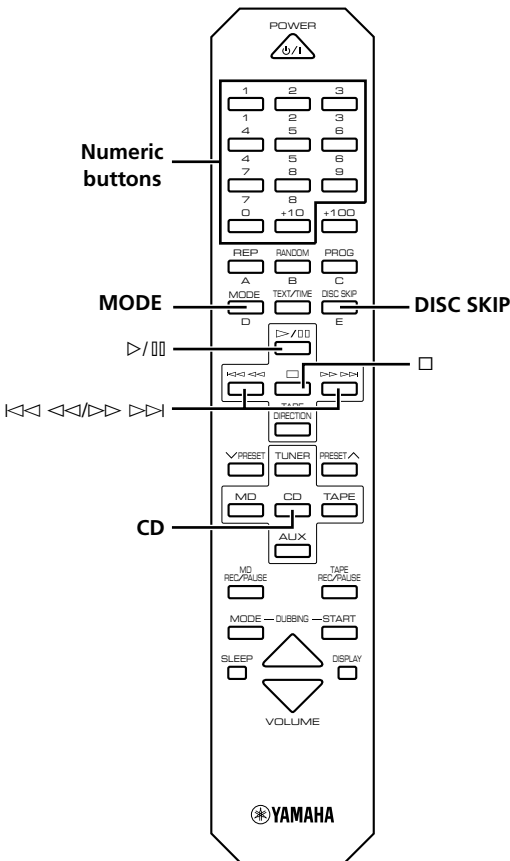 POWER
⏻/I
1 2 3
1 2 3
4 5 6
4 5 6
7 8 9
7 8
0 +10 +100
Numeric
buttons
REP RANDOM PROG
A B C
MODE TEXT/TIME DISC SKIP
D E
MODE
DISC SKIP
▷/▯▯
▷/▯▯
|◁◁ ◁◁ □ ▷▷ ▷▷|
□
|◁◁ ◁◁/▷▷ ▷▷|
TAPE
DIRECTION
∨PRESET TUNER PRESET∧
MD CD TAPE
CD
AUX
MD
REC/PAUSE
TAPE
REC/PAUSE
MODE — DUBBING — START
SLEEP DISPLAY
VOLUME
YAMAHA